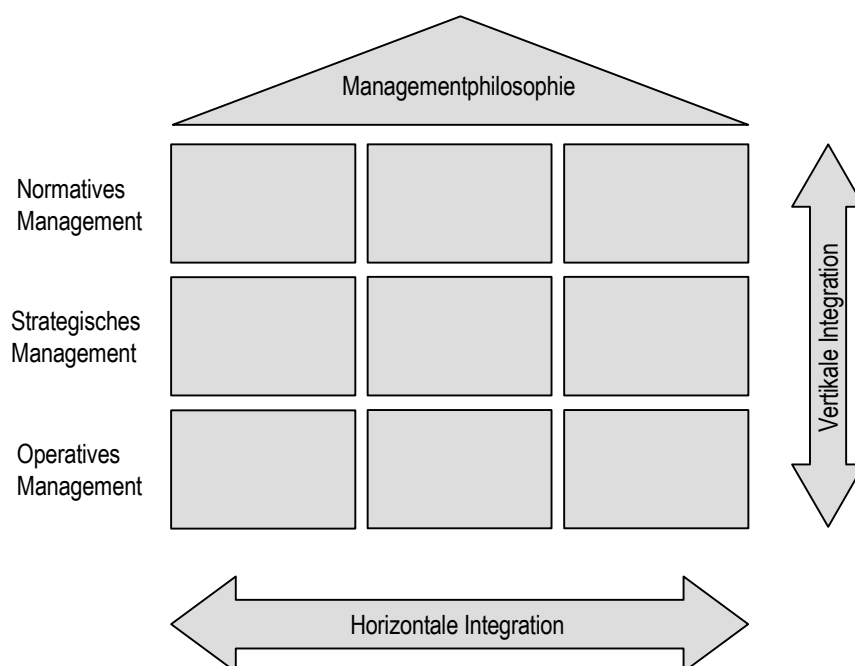 Managementphilosophie
Normatives
Management
Strategisches
Management
Operatives
Management
Vertikale Integration
Horizontale Integration